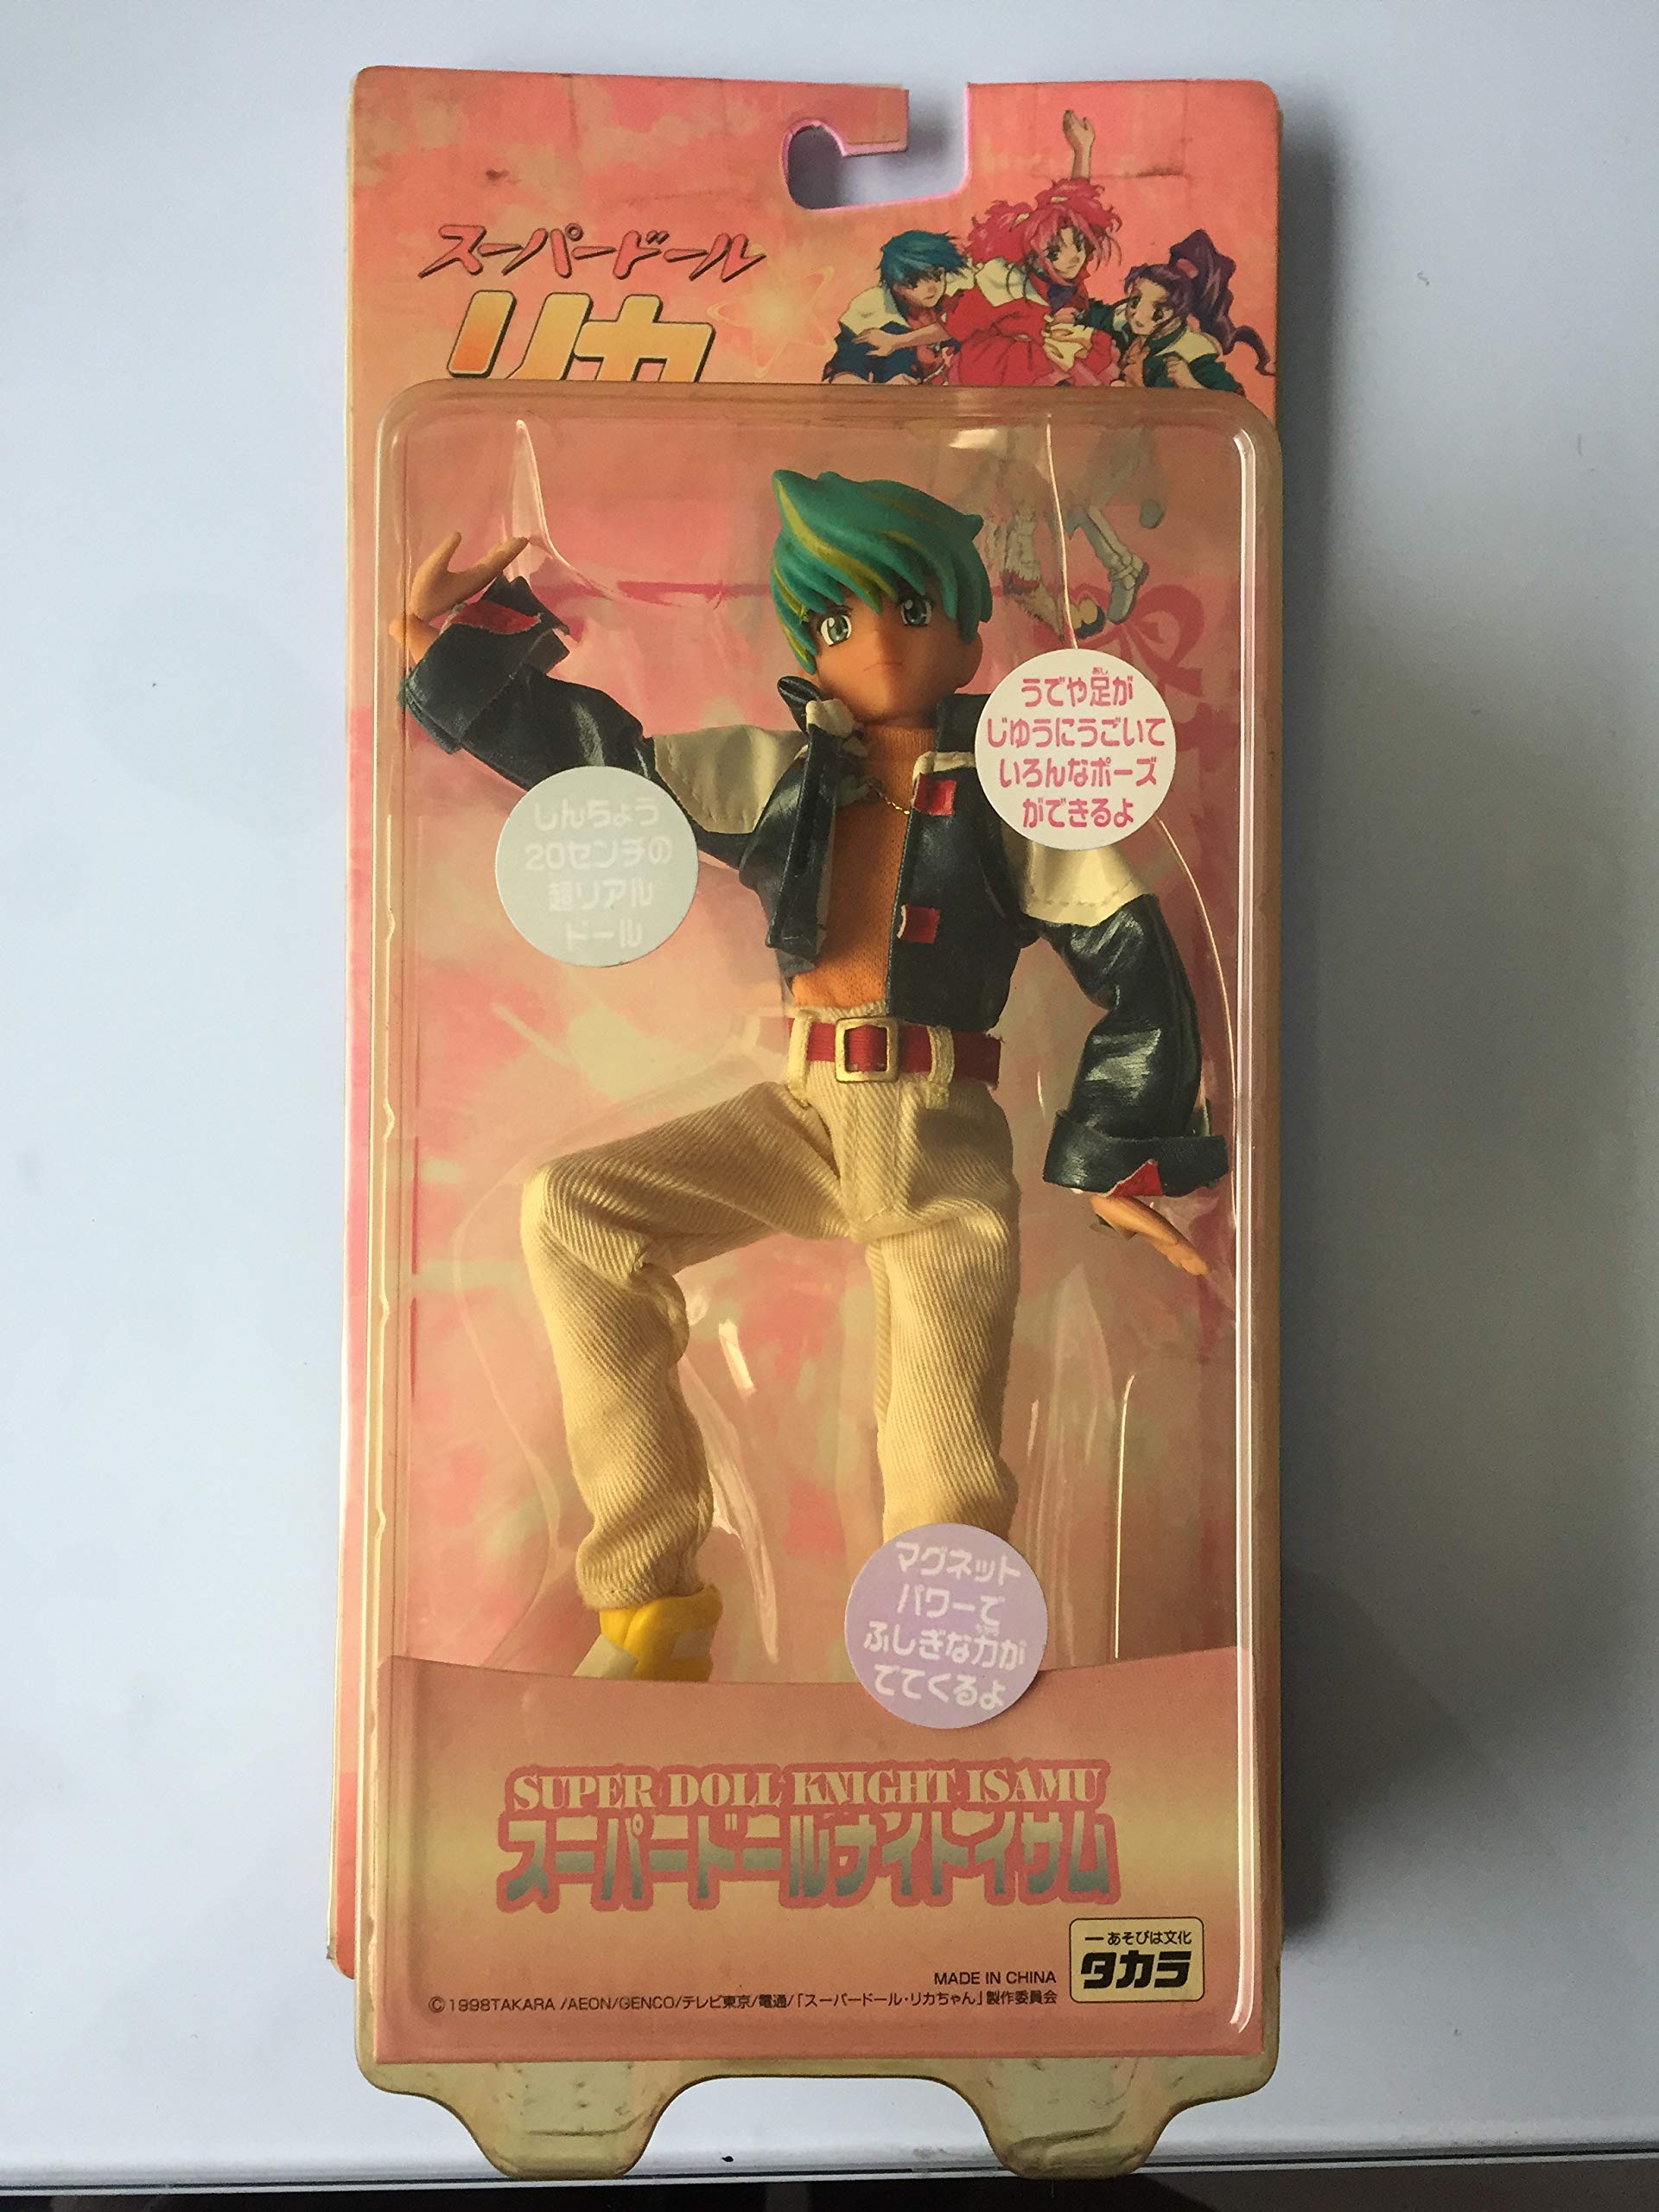 スーパードール
リカ
うでや足が
じゆうにうごいて
いろんなポーズ
ができるよ
しんちょう
20センチの
超リアル
ドール
マグネット
パワーで
ふしぎな力が
でてくるよ
SUPER DOLL KNIGHT ISAMU
スーパードールナイトイサム
ーあそびは文化
タカラ
MADE IN CHINA
©1998TAKARA /AEON/GENCO/テレビ東京/電通/「スーパードール・リカちゃん」製作委員会